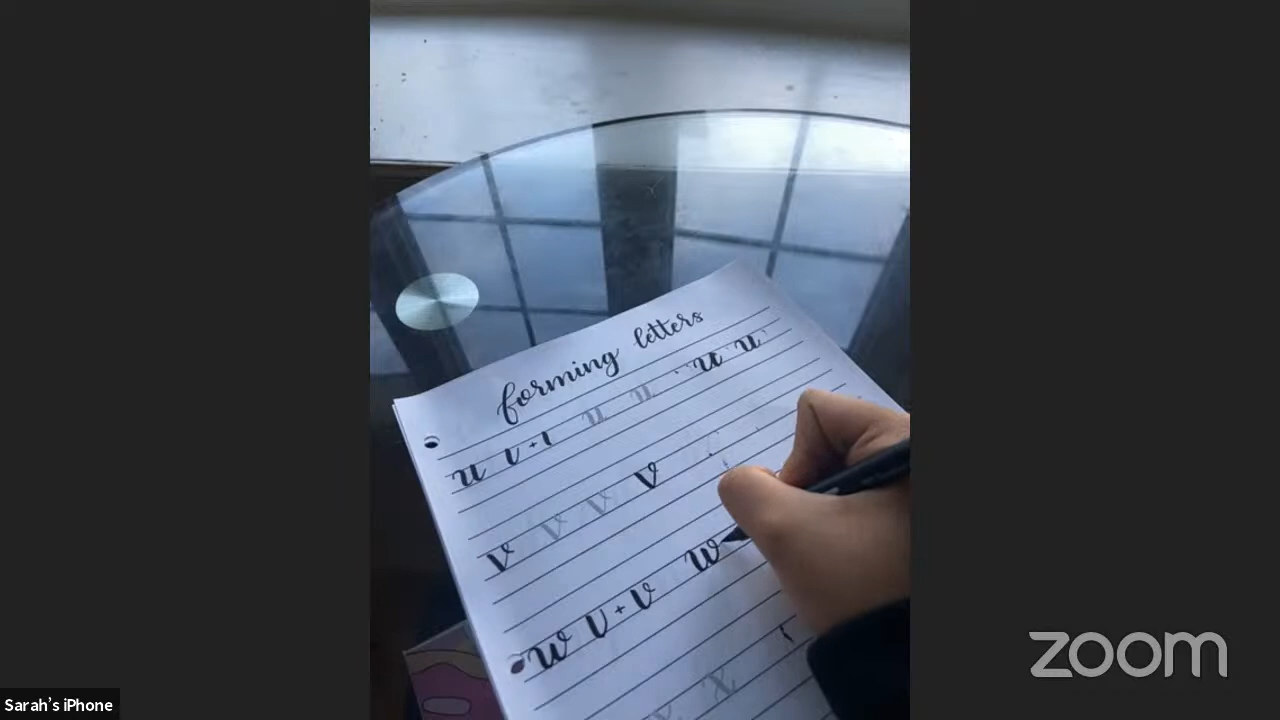 forming letters
u ı + ı u u u u
v v v v
w ı + v w
x x
zoom
Sarah's iPhone